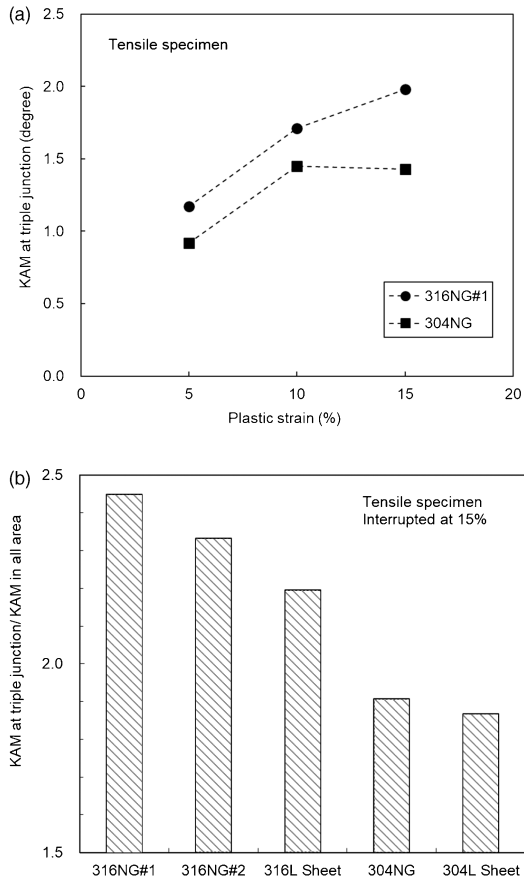 (a)
2.5
Tensile specimen
2.0
1.5
1.0
0.5
0.0
KAM at triple junction (degree)
316NG#1
304NG
0 5 10 15 20
Plastic strain (%)
(b)
2.5
Tensile specimen
Interrupted at 15%
2.0
1.5
KAM at triple junction/ KAM in all area
316NG#1 316NG#2 316L Sheet 304NG 304L Sheet